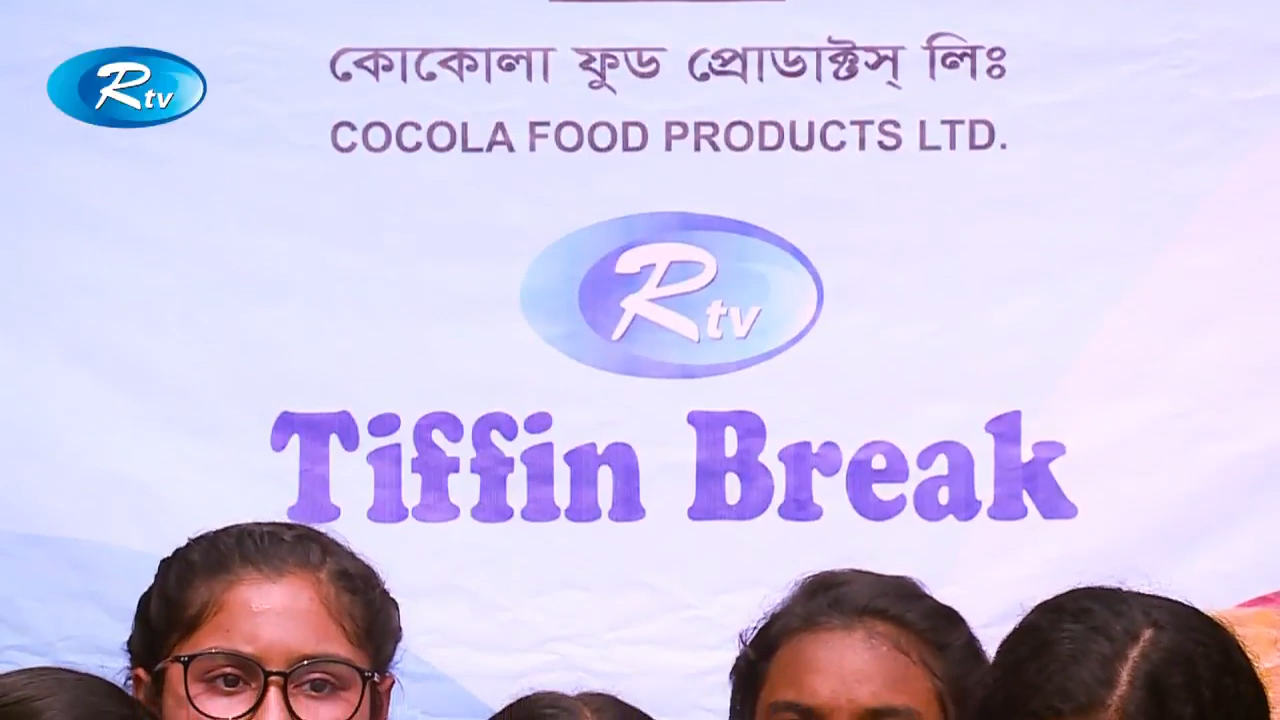 Rtv
কোকোলা ফুড প্রোডাক্টস্ লিঃ
COCOLA FOOD PRODUCTS LTD.
Rtv
Tiffin Break